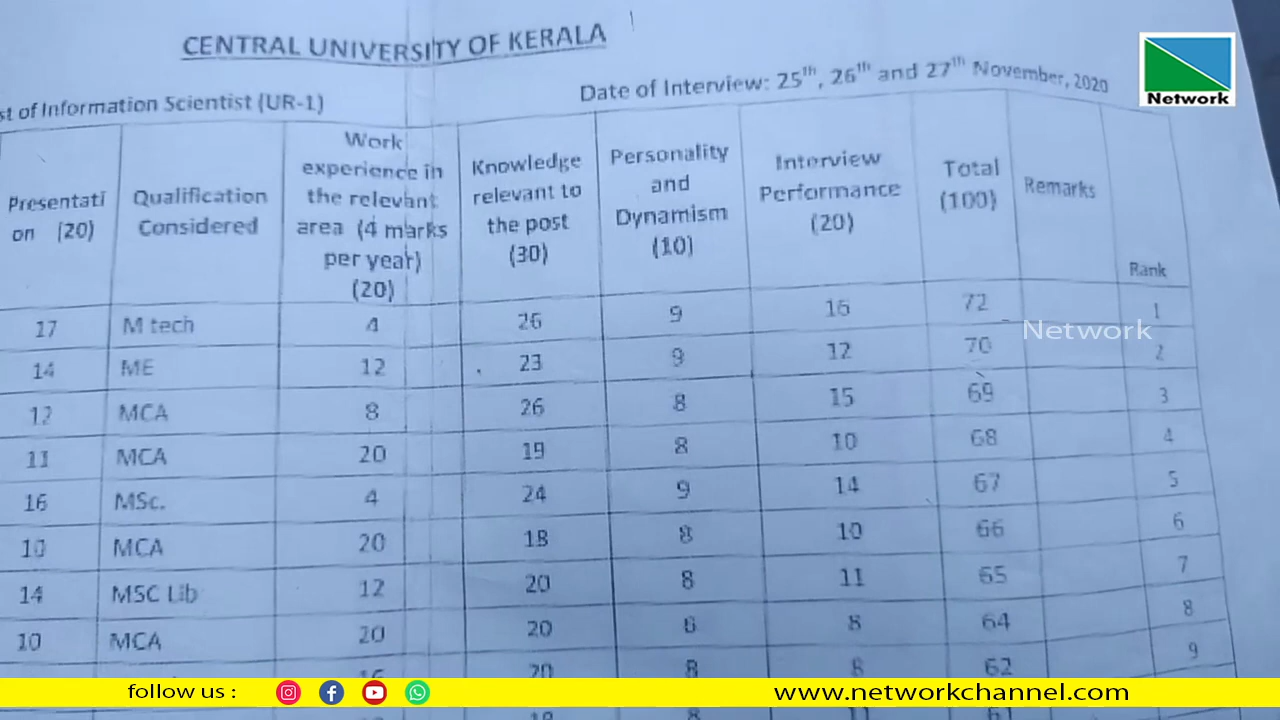 CENTRAL UNIVERSITY OF KERALA
st of Information Scientist (UR-1)
Date of Interview: 25th, 26th and 27th November, 2020
Network
Presentati on (20) Qualification Considered Work experience in the relevant area (4 marks per year) (20) Knowledge relevant to the post (30) Personality and Dynamism (10) Interview Performance (20) Total (100) Remarks Rank
17 M tech 4 26 9 16 72 1
Network
14 ME 12 23 9 12 70 2
12 MCA 8 26 8 15 69 3
11 MCA 20 19 8 10 68 4
16 MSc. 4 24 9 14 67 5
10 MCA 20 18 8 10 66 6
14 MSC Lib 12 20 8 11 65 7
10 MCA 20 20 6 8 64 8
16 20 8 8 62 9
follow us :
www.networkchannel.com